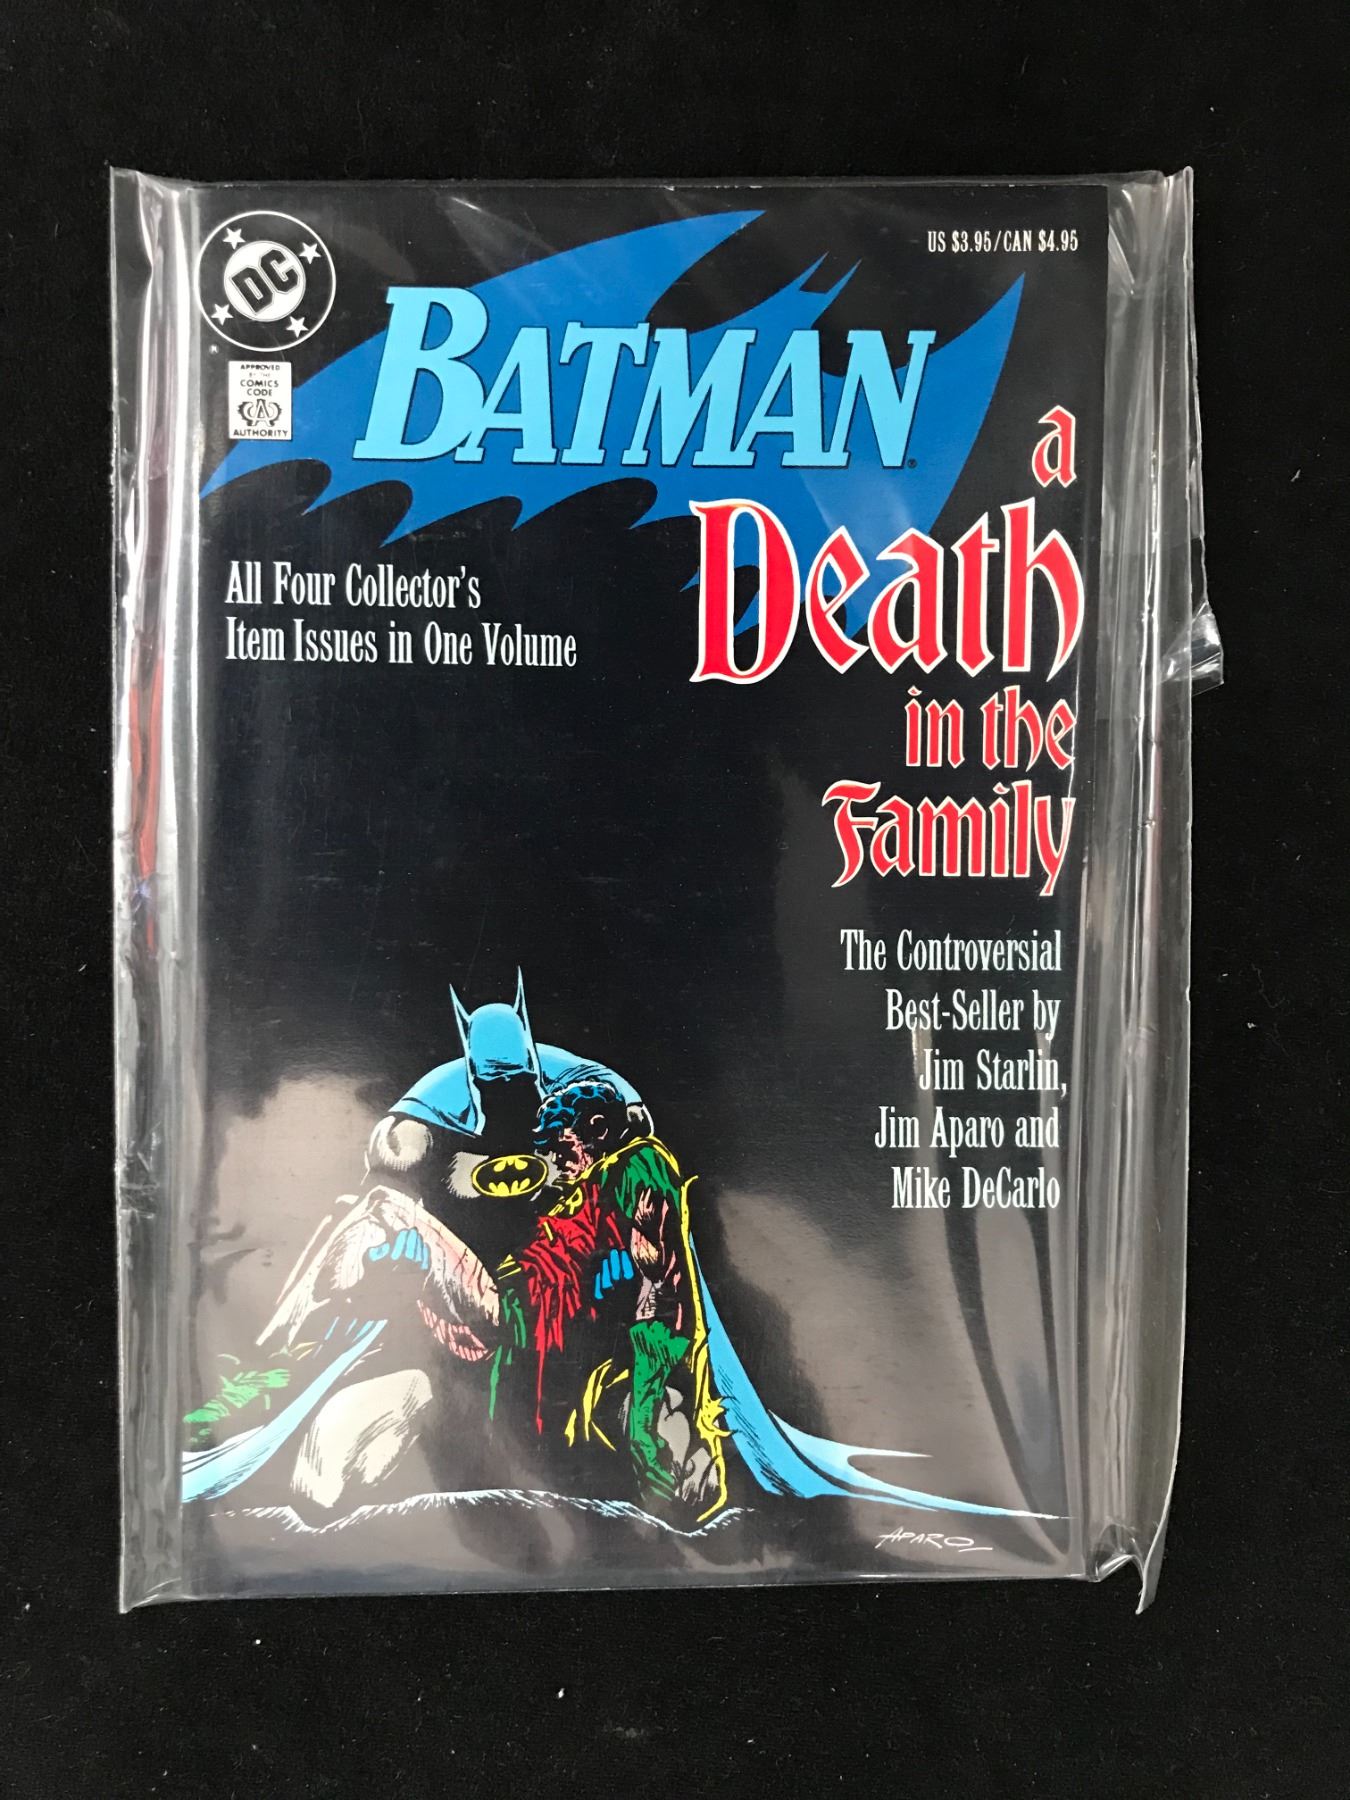 DC
US $3.95/CAN $4.95
APPROVED
BY THE
COMICS
CODE
A
AUTHORITY
BATMAN
a
Death
in the
Family
All Four Collector's
Item Issues in One Volume
The Controversial
Best-Seller by
Jim Starlin,
Jim Aparo and
Mike DeCarlo
APARO